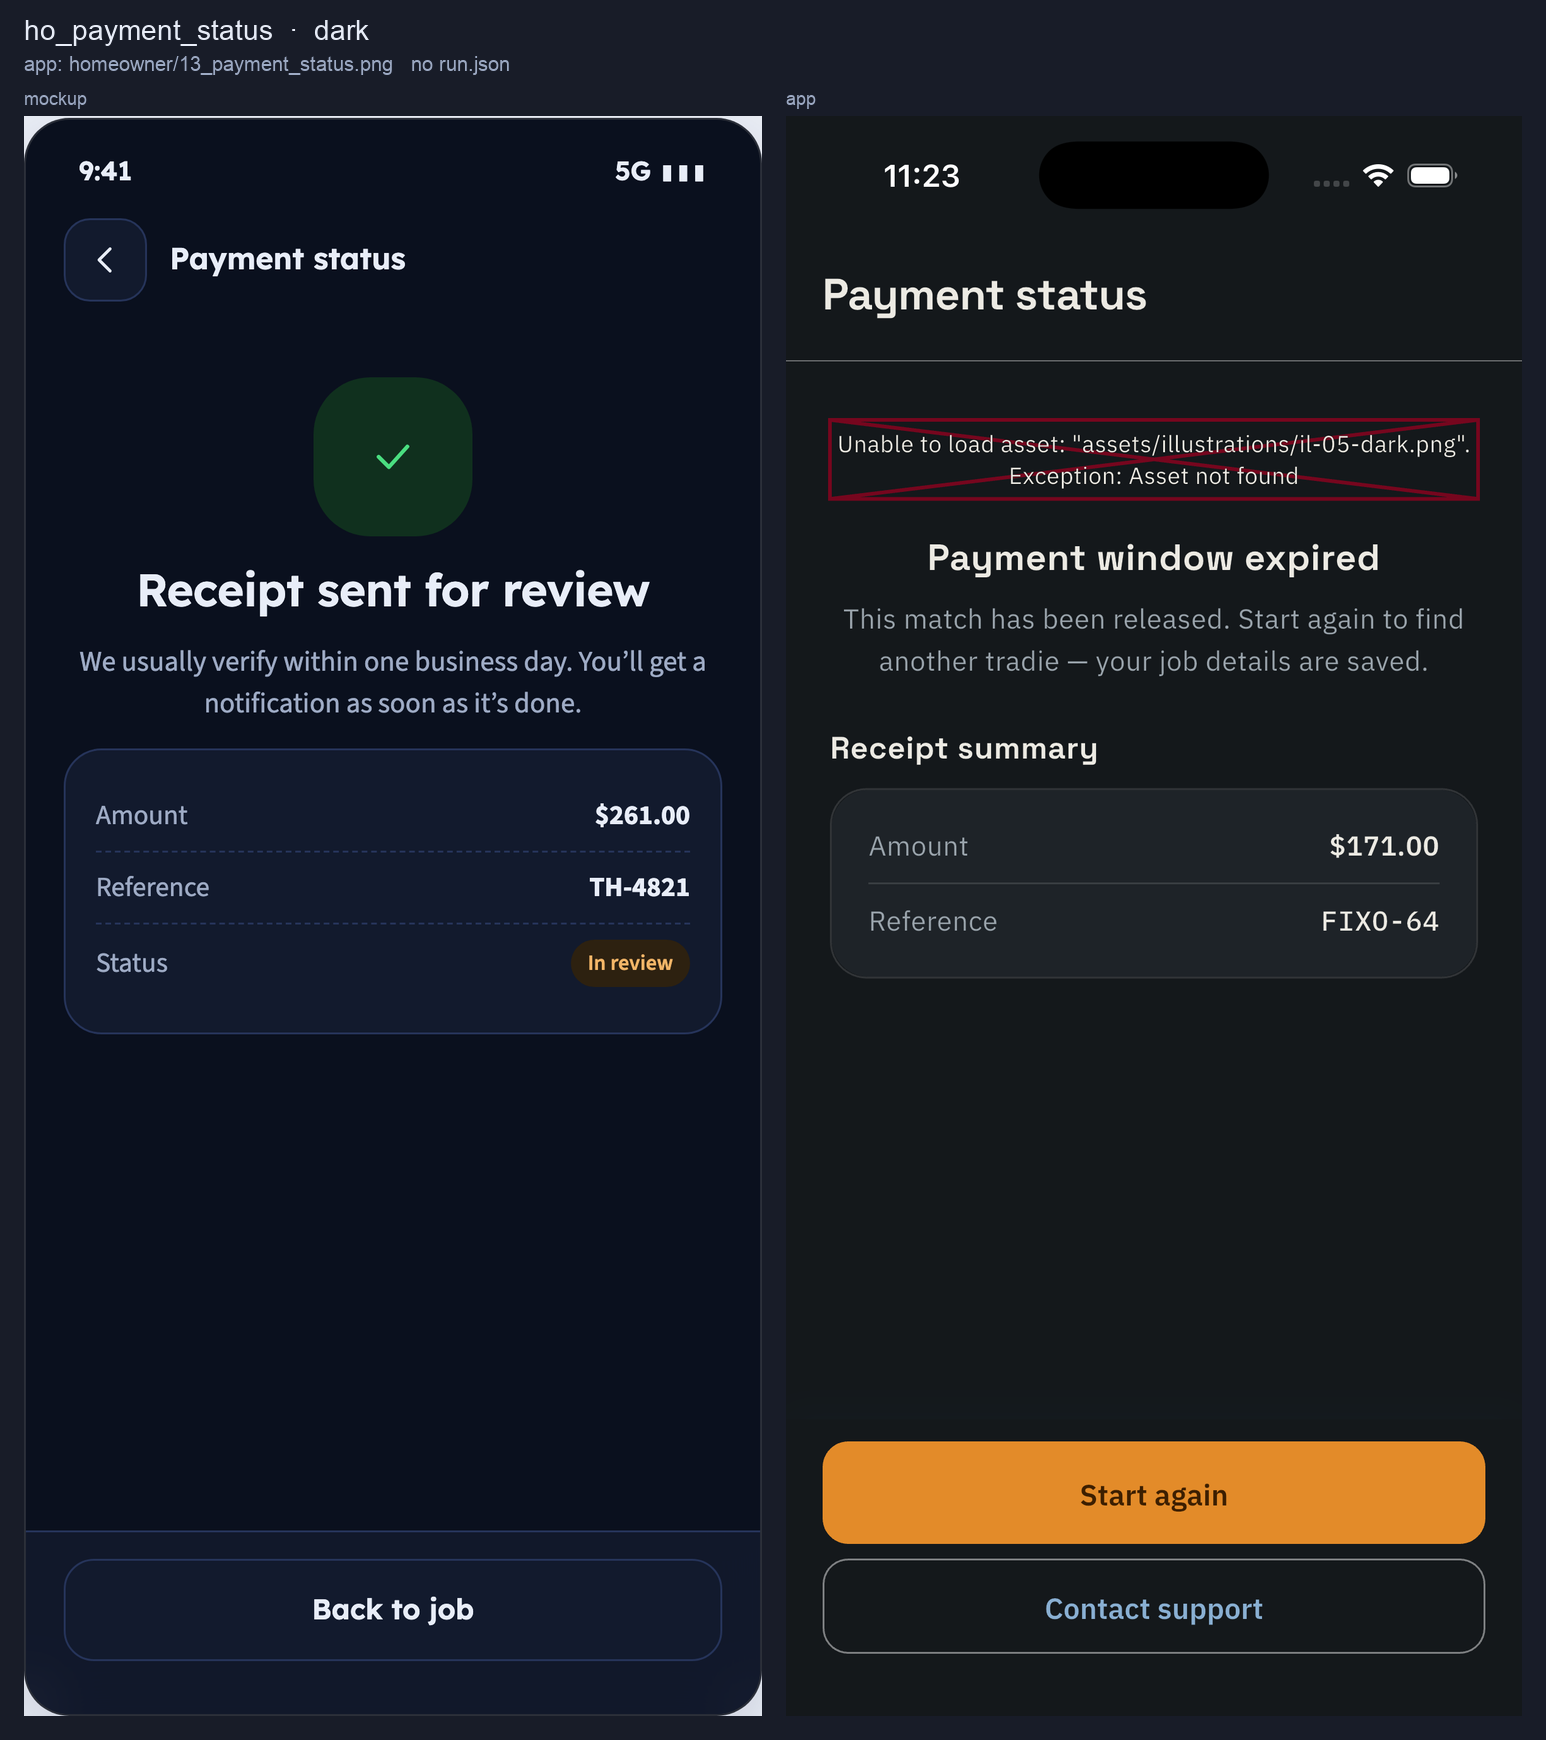 ho_payment_status · dark
app: homeowner/13_payment_status.png no run.json
mockup
9:41
5G
Payment status
Receipt sent for review
We usually verify within one business day. You’ll get a
notification as soon as it’s done.
Amount $261.00
Reference TH-4821
Status In review
Back to job
app
11:23
Payment status
Unable to load asset: "assets/illustrations/il-05-dark.png".
Exception: Asset not found
Payment window expired
This match has been released. Start again to find
another tradie — your job details are saved.
Receipt summary
Amount $171.00
Reference FIXO-64
Start again
Contact support